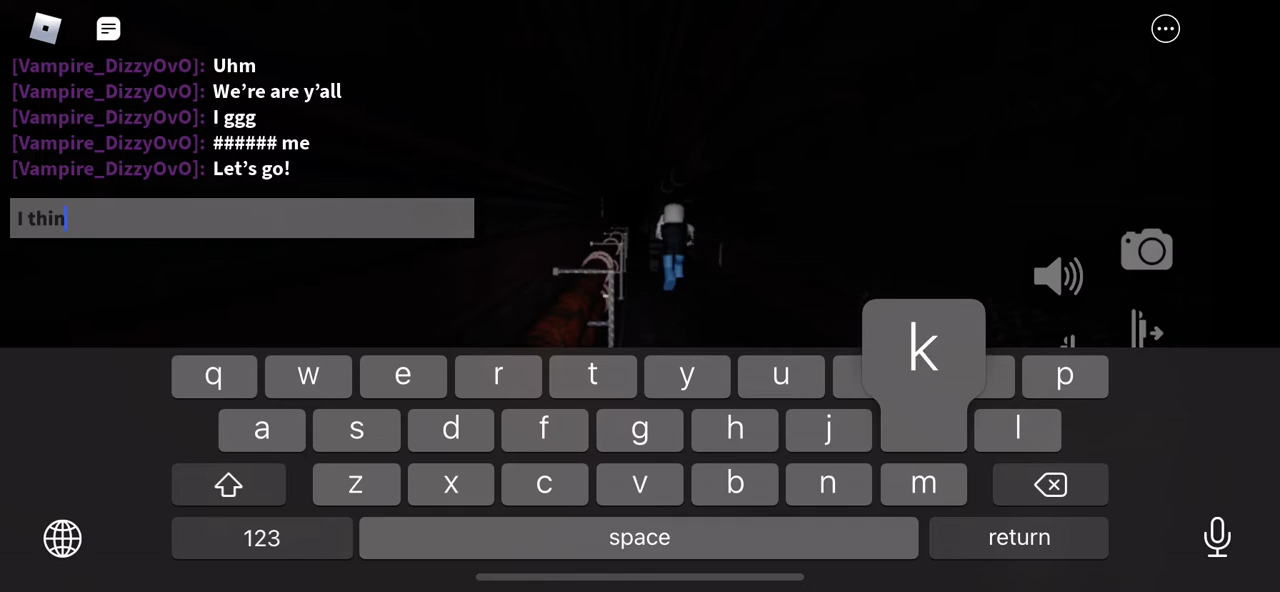 [Vampire_DizzyOvO]: Uhm
[Vampire_DizzyOvO]: We’re are y’all
[Vampire_DizzyOvO]: I ggg
[Vampire_DizzyOvO]: ###### me
[Vampire_DizzyOvO]: Let’s go!
I thin
k
q w e r t y u p
a s d f g h j l
z x c v b n m
123 space return